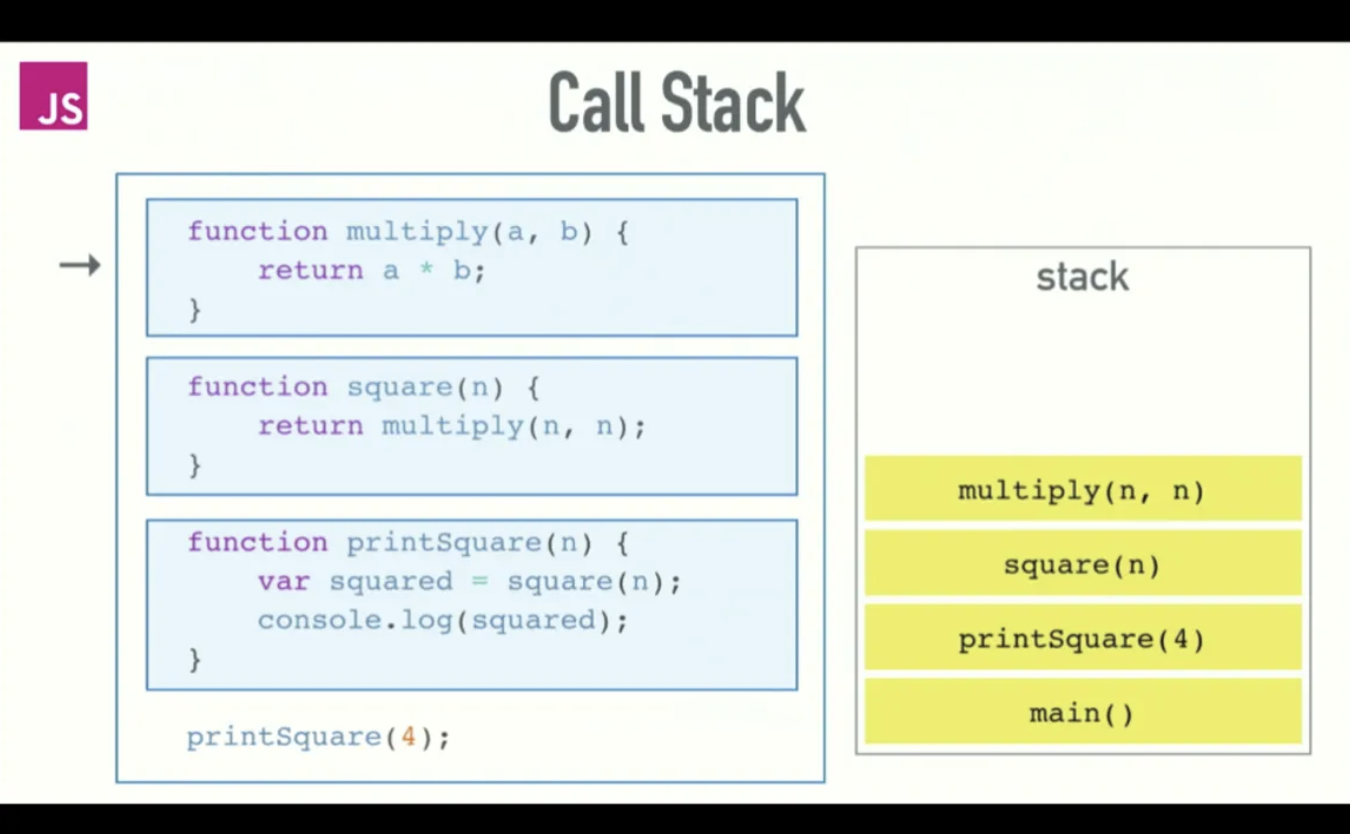 JS
Call Stack
function multiply(a, b) {
    return a * b;
}
function square(n) {
    return multiply(n, n);
}
function printSquare(n) {
    var squared = square(n);
    console.log(squared);
}
printSquare(4);
stack
multiply(n, n)
square(n)
printSquare(4)
main()